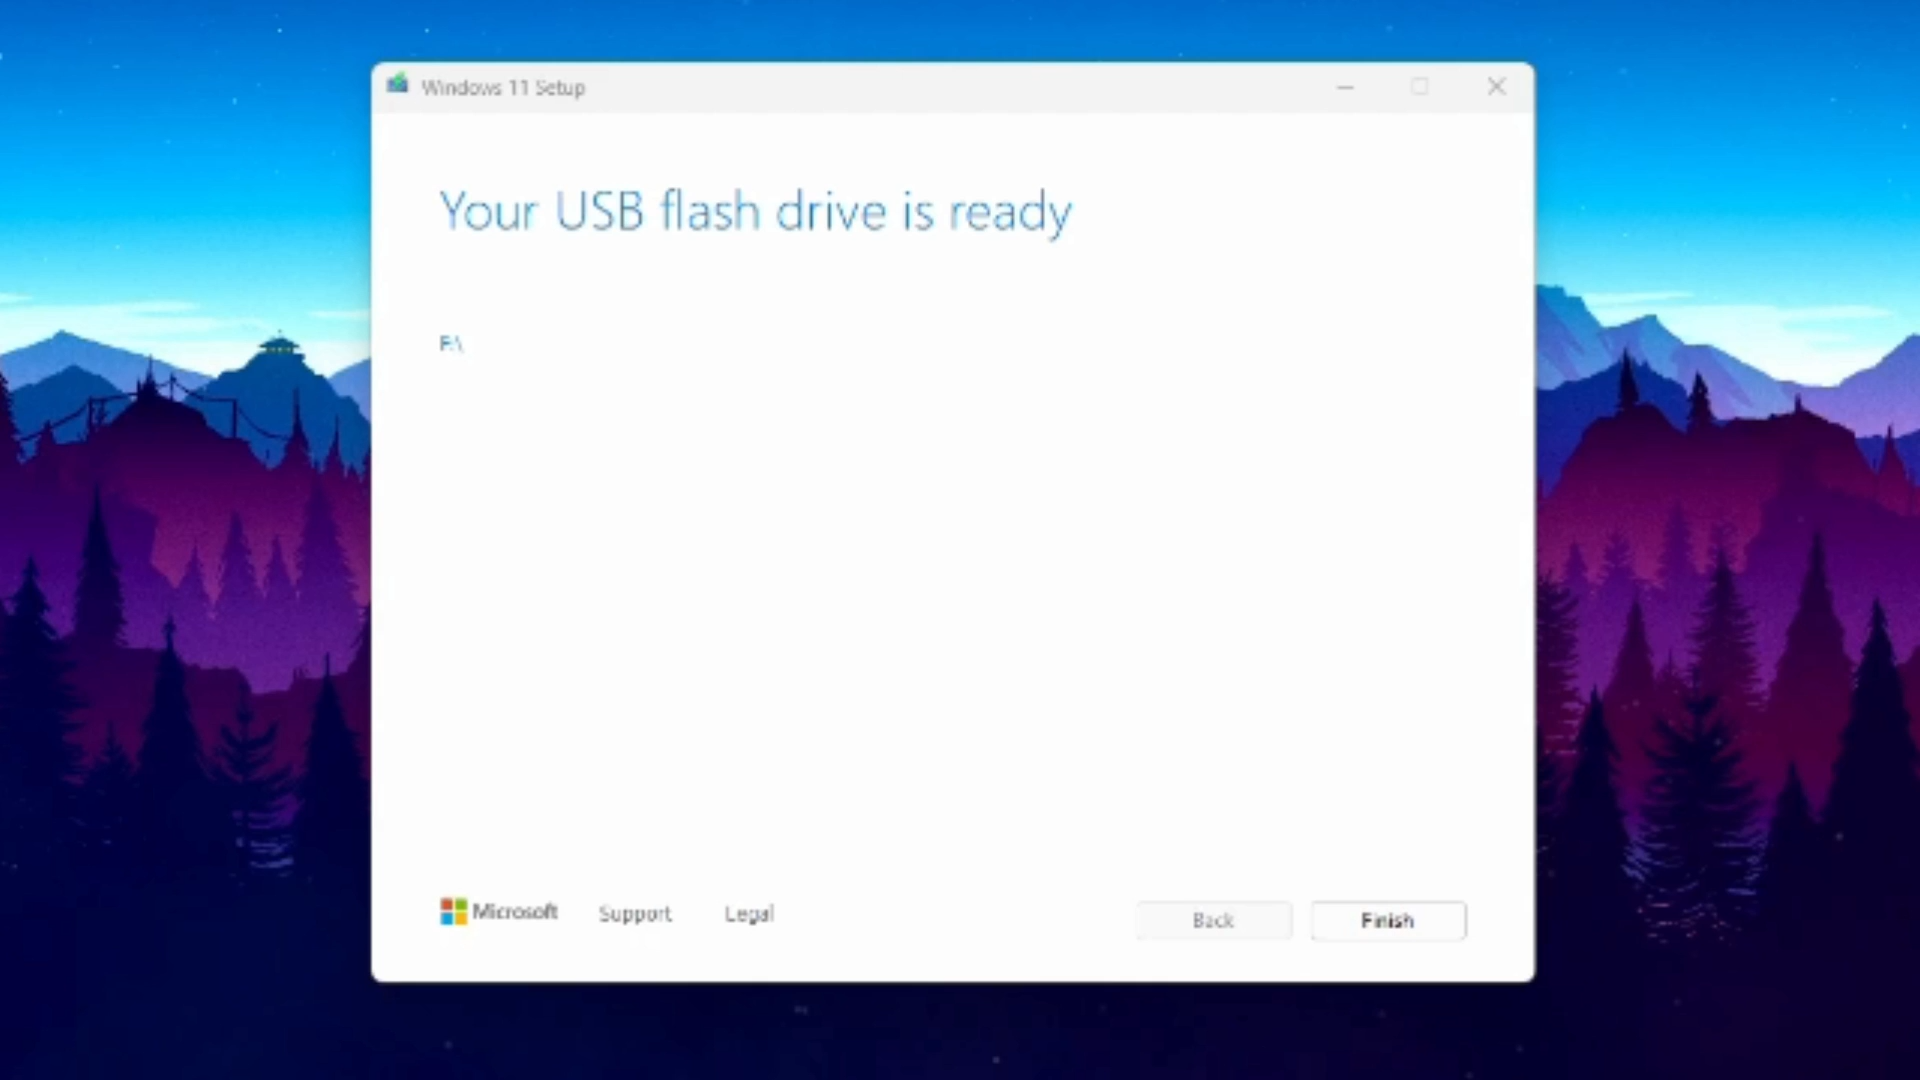 Windows 11 Setup
Your USB flash drive is ready
Microsoft
Support
Legal
Back
Finish